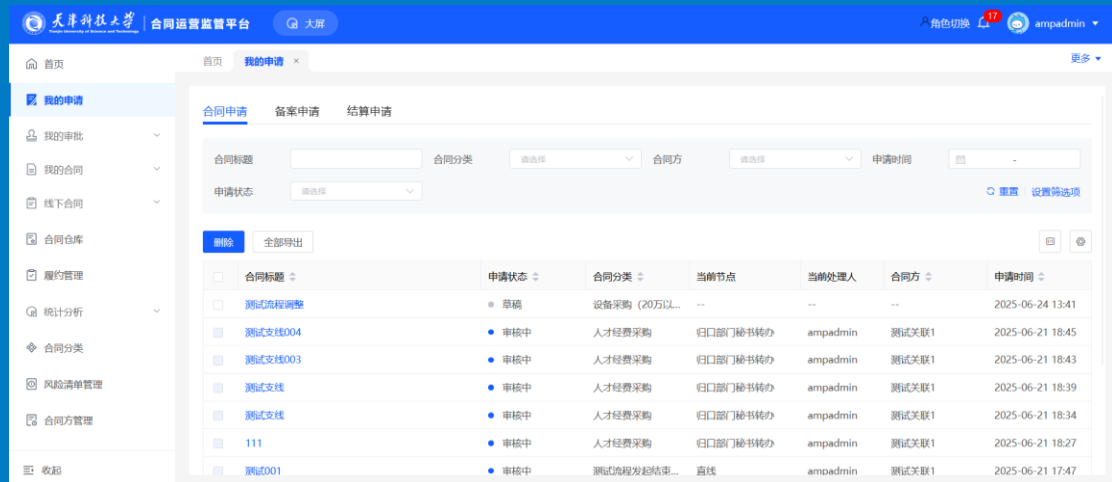 天津科技大学 合同运营监管平台 大屏 角色切换 17 ampadmin
Tianjin University of Science and Technology
首页 我的申请 × 更多
首页
我的申请
我的审批
我的合同
线下合同
合同仓库
履约管理
统计分析
合同分类
风险清单管理
合同方管理
收起
合同申请 备案申请 结算申请
合同标题 合同分类 请选择 合同方 请选择 申请时间 -
申请状态 请选择 重置 设置筛选项
删除 全部导出
合同标题 申请状态 合同分类 当前节点 当前处理人 合同方 申请时间
测试流程调整 草稿 设备采购（20万以... -- -- -- 2025-06-24 13:41
测试支线004 审核中 人才经费采购 归口部门秘书转办 ampadmin 测试关联1 2025-06-21 18:45
测试支线003 审核中 人才经费采购 归口部门秘书转办 ampadmin 测试关联1 2025-06-21 18:43
测试支线 审核中 人才经费采购 归口部门秘书转办 ampadmin 测试关联1 2025-06-21 18:39
测试支线 审核中 人才经费采购 归口部门秘书转办 ampadmin 测试关联1 2025-06-21 18:34
111 审核中 人才经费采购 归口部门秘书转办 ampadmin 测试关联1 2025-06-21 18:27
测试001 审核中 测试流程发起结束... 直线 ampadmin 测试关联1 2025-06-21 17:47